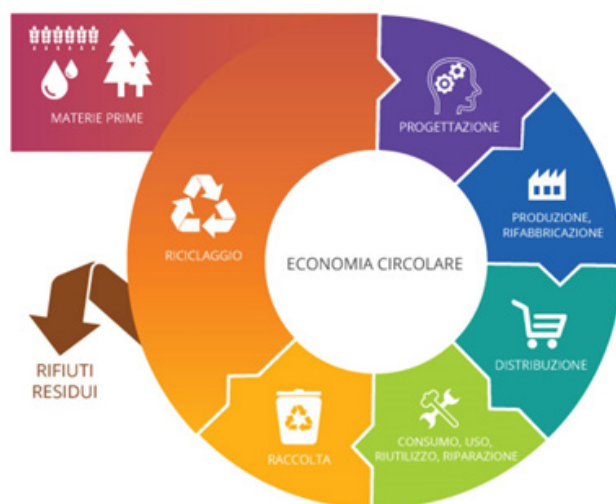 MATERIE PRIME
PROGETTAZIONE
PRODUZIONE,
RIFABBRICAZIONE
RICICLAGGIO
ECONOMIA CIRCOLARE
DISTRIBUZIONE
RIFIUTI
RESIDUI
CONSUMO, USO,
RIUTILIZZO, RIPARAZIONE
RACCOLTA